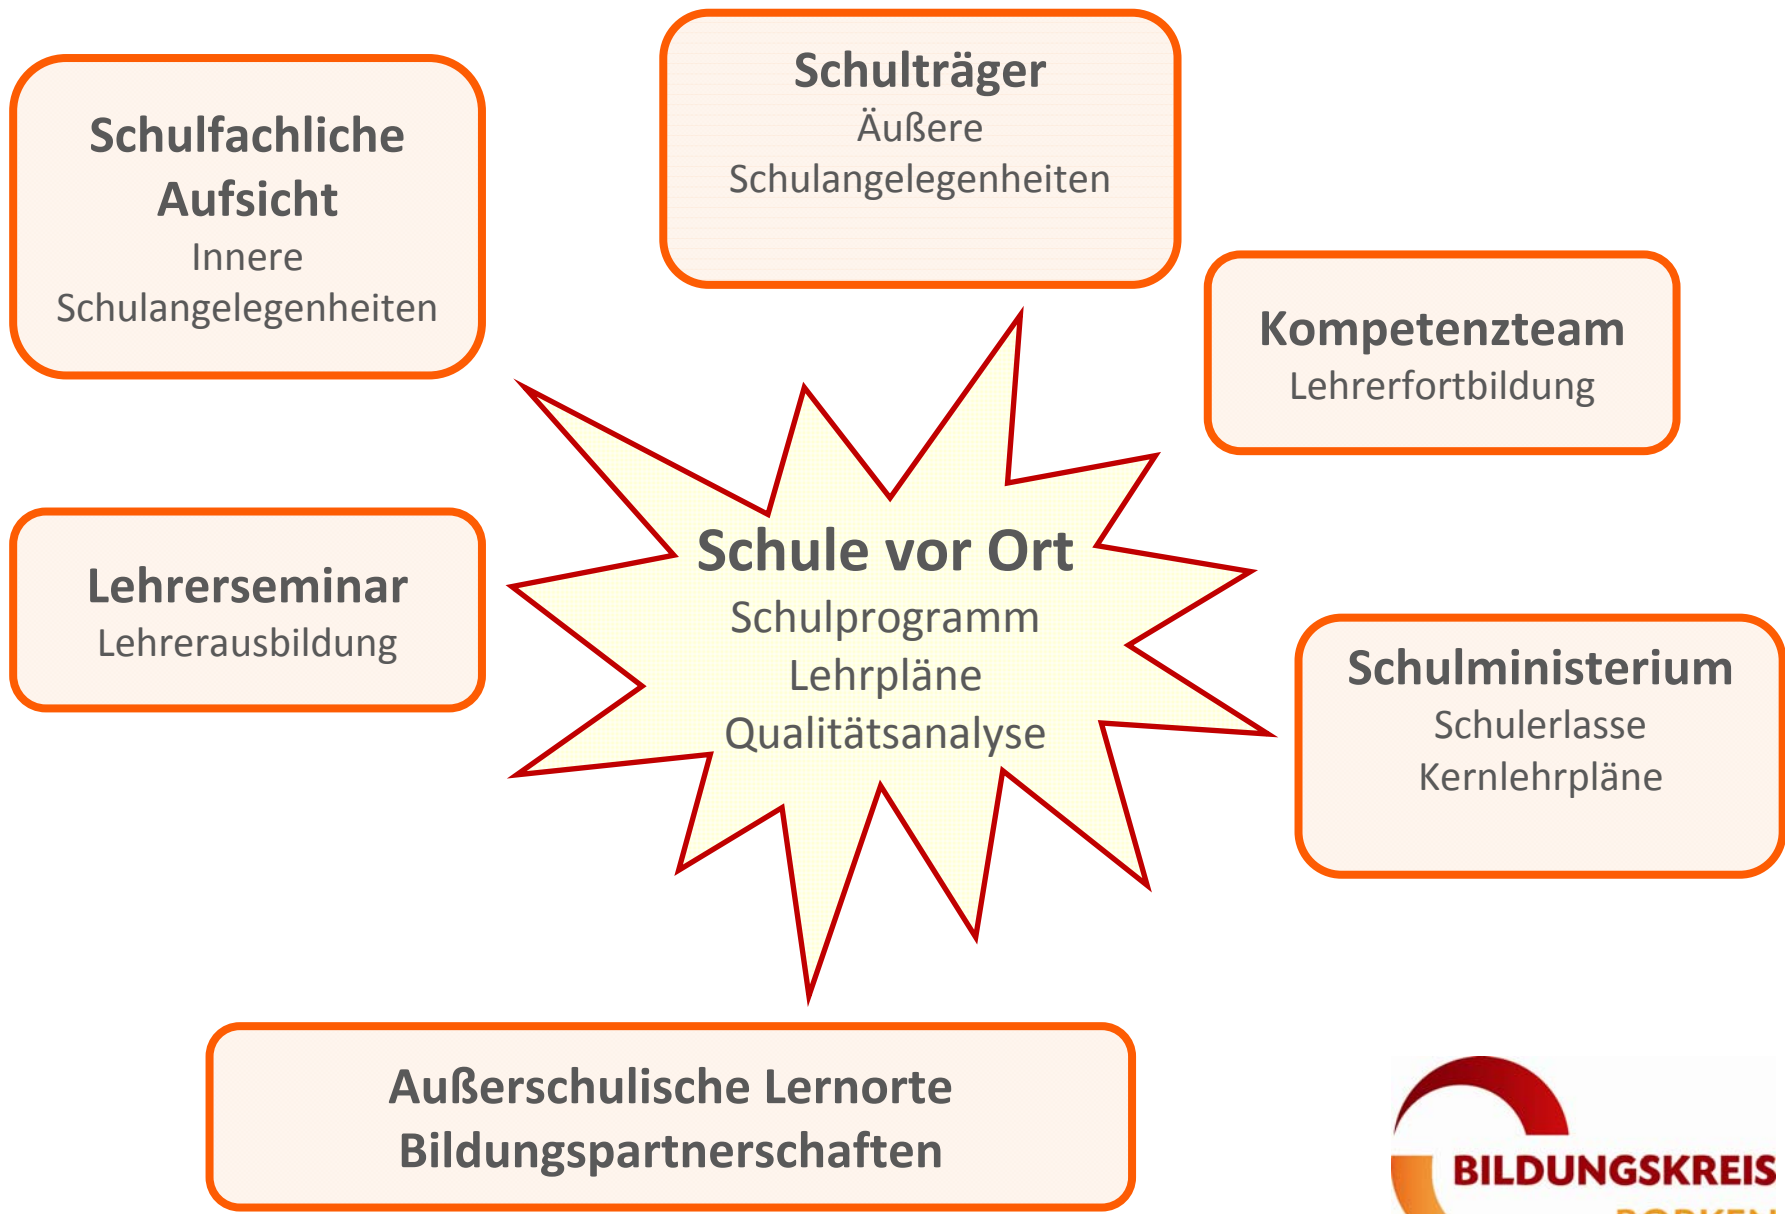 Schulträger
Äußere
Schulangelegenheiten
Schulfachliche
Aufsicht
Innere
Schulangelegenheiten
Kompetenzteam
Lehrerfortbildung
Schule vor Ort
Schulprogramm
Lehrpläne
Qualitätsanalyse
Lehrerseminar
Lehrerausbildung
Schulministerium
Schulerlasse
Kernlehrpläne
Außerschulische Lernorte
Bildungspartnerschaften
BILDUNGSKREIS
BORKEN